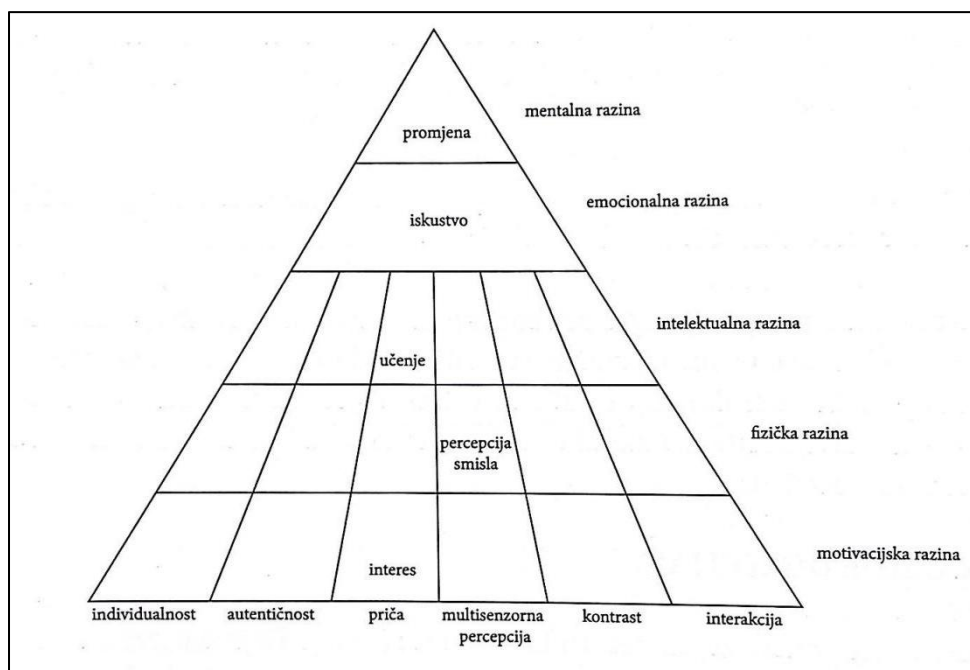 mentalna razina
promjena
emocionalna razina
iskustvo
intelektualna razina
učenje
fizička razina
percepcija
smisla
motivacijska razina
interes
individualnost autentičnost priča multisenzorna kontrast interakcija
percepcija